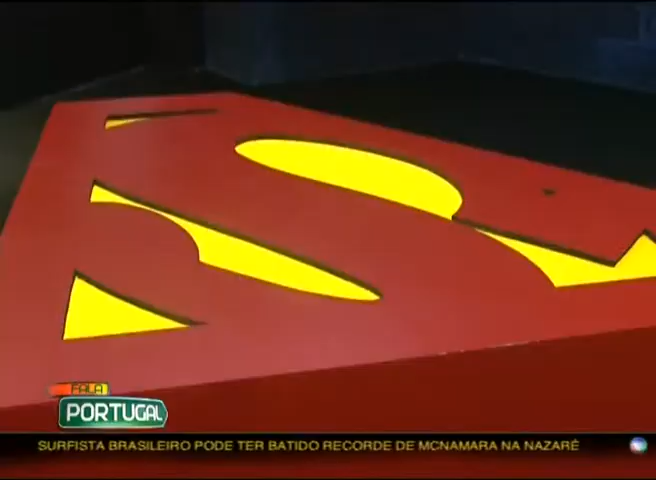 FALA
PORTUGAL
SURFISTA BRASILEIRO PODE TER BATIDO RECORDE DE MCNAMARA NA NAZARÉ